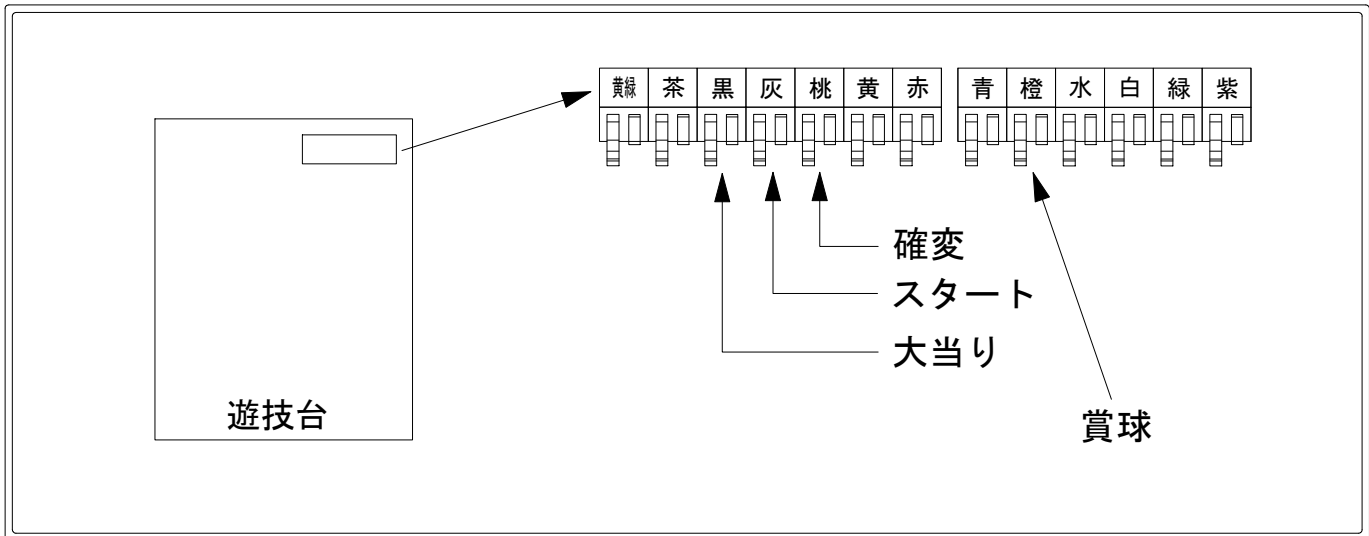 黄緑 茶 黒 灰 桃 黄 赤 青 橙 水 白 緑 紫
確変
スタート
大当り
遊技台
賞球